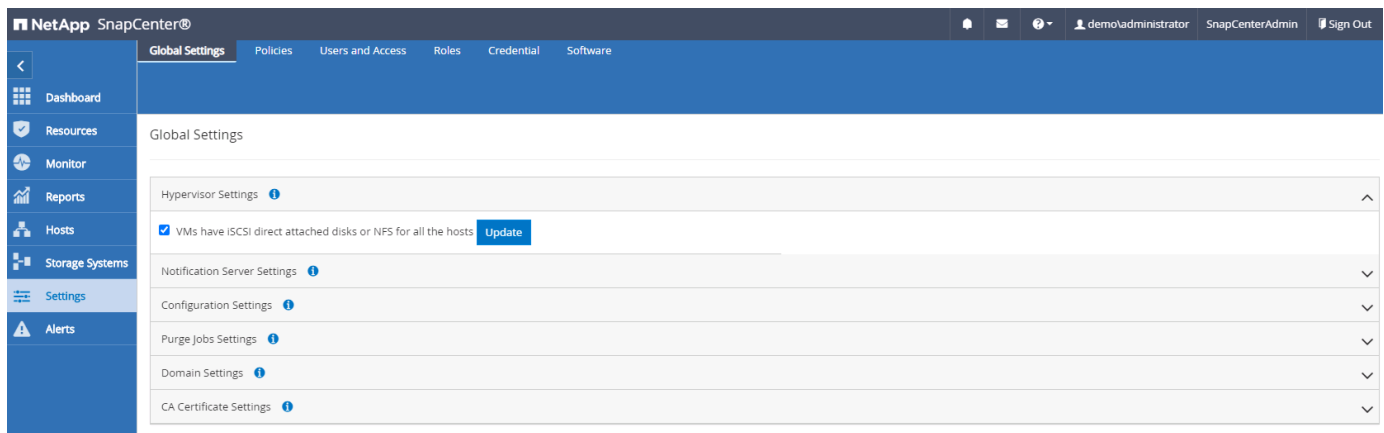 NetApp SnapCenter®
demo\administrator SnapCenterAdmin Sign Out
Global Settings Policies Users and Access Roles Credential Software
Dashboard
Resources
Monitor
Reports
Hosts
Storage Systems
Settings
Alerts
Global Settings
Hypervisor Settings
VMs have iSCSI direct attached disks or NFS for all the hosts Update
Notification Server Settings
Configuration Settings
Purge Jobs Settings
Domain Settings
CA Certificate Settings